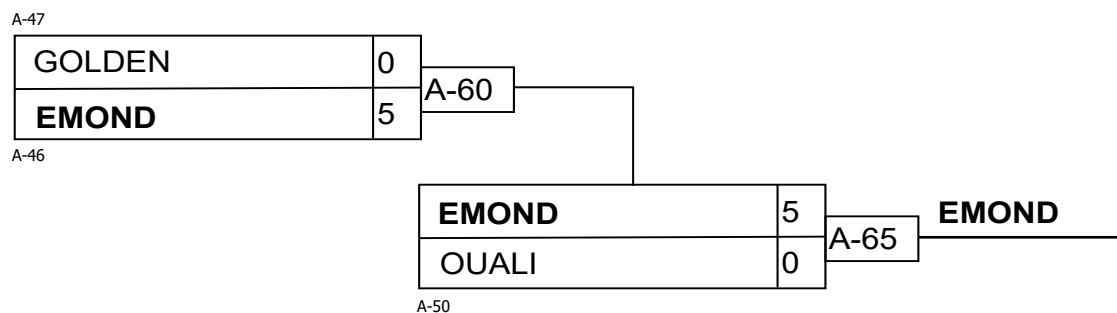 A-47
GOLDEN 0
A-60
EMOND 5
A-46
EMOND 5
EMOND
A-65
OUALI 0
A-50